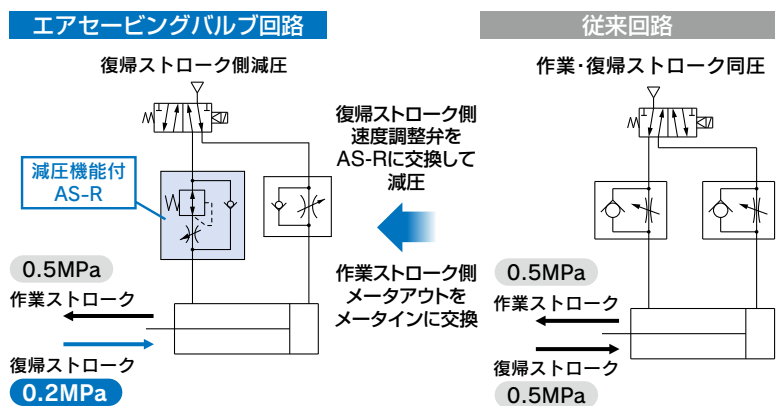 エアセービングバルブ回路
復帰ストローク側減圧
減圧機能付
AS-R
0.5MPa
作業ストローク
復帰ストローク
0.2MPa
復帰ストローク側
速度調整弁を
AS-Rに交換して
減圧
作業ストローク側
メータアウトを
メータインに交換
従来回路
作業・復帰ストローク同圧
0.5MPa
作業ストローク
復帰ストローク
0.5MPa